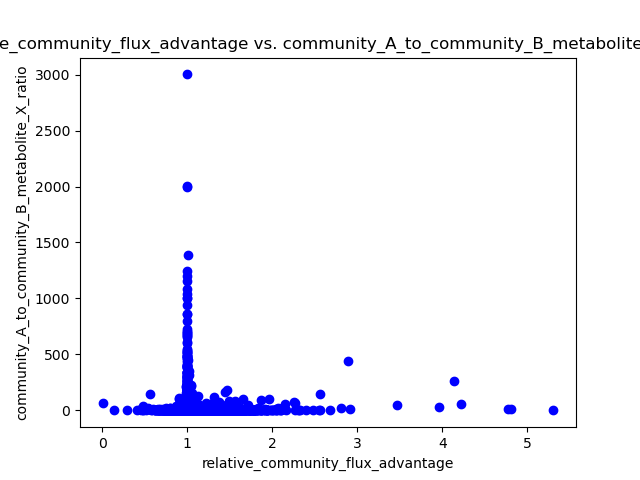 e_community_flux_advantage vs. community_A_to_community_B_metabolite
3000
2500
2000
1500
1000
500
0
community_A_to_community_B_metabolite_X_ratio
0 1 2 3 4 5
relative_community_flux_advantage